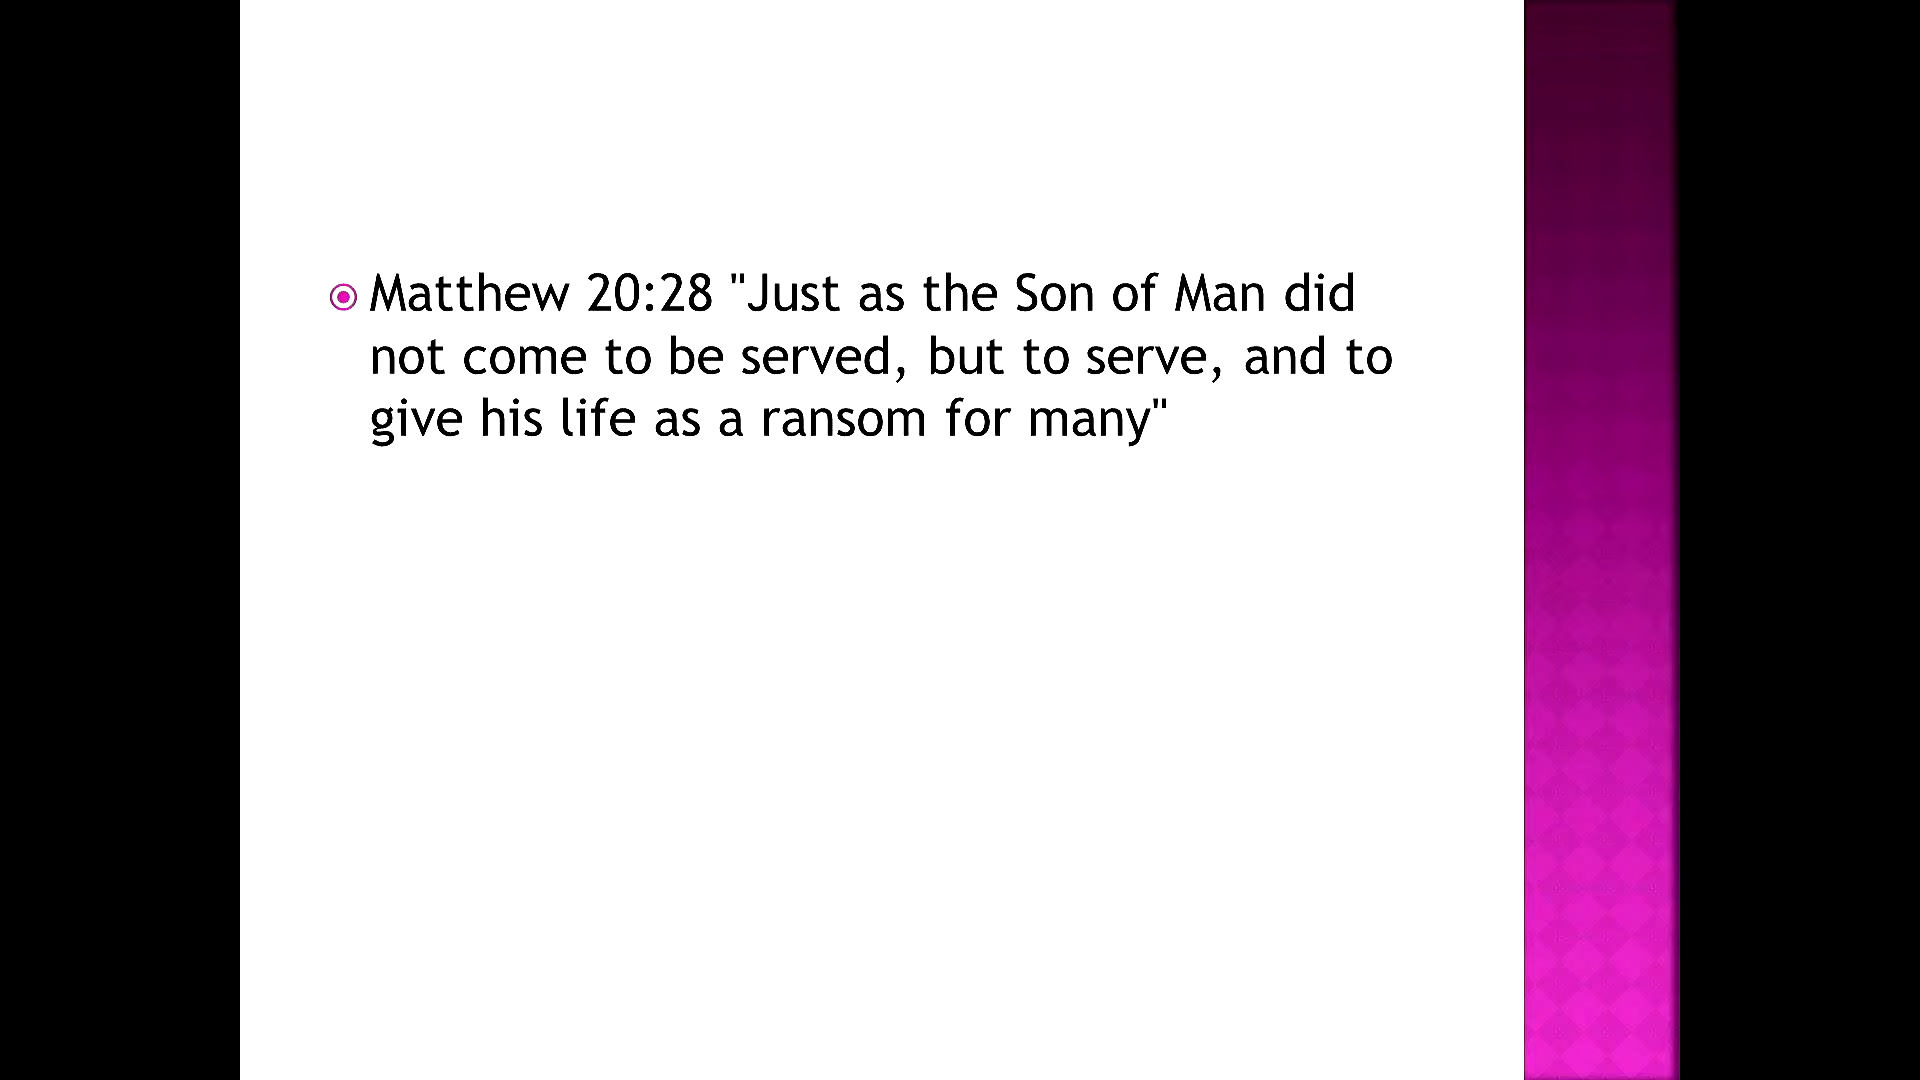 Matthew 20:28 "Just as the Son of Man did
not come to be served, but to serve, and to
give his life as a ransom for many"